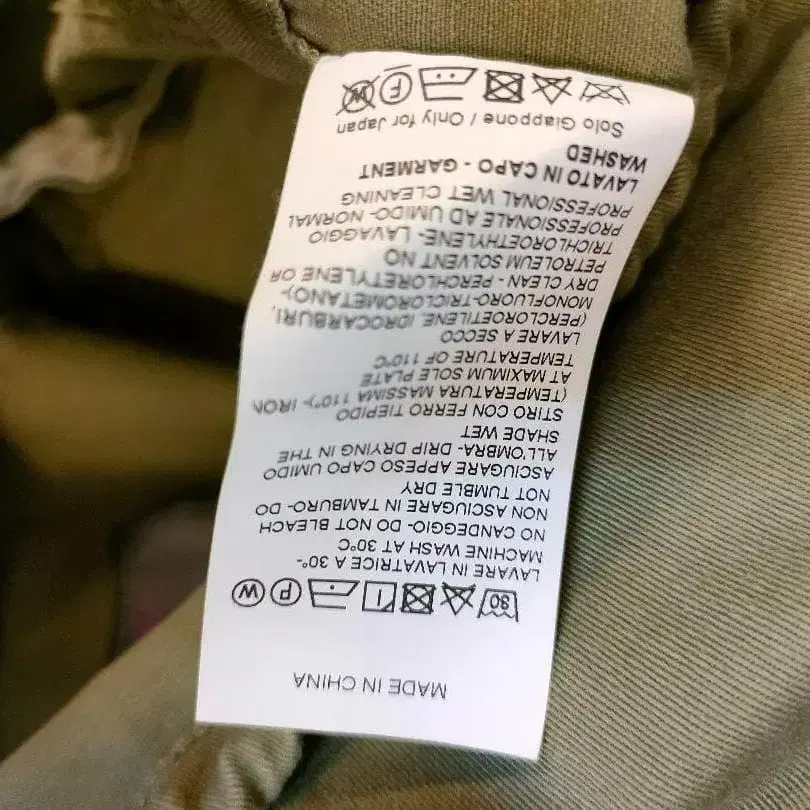 MADE IN CHINA
30 P W
LAVARE IN LAVATRICE A 30°-
MACHINE WASH AT 30°C
NO CANDEGGIO- DO NOT BLEACH
NON ASCIUGARE IN TAMBURO- DO
NOT TUMBLE DRY
ASCIUGARE APPESO CAPO UMIDO
ALL'OMBRA- DRIP DRYING IN THE
SHADE WET
STIRO CON FERRO TIEPIDO
(TEMPERATURA MASSIMA 110°)- IRON
AT MAXIMUM SOLE PLATE
TEMPERATURE OF 110°C
LAVARE A SECCO
(PERCLOROETILENE, IDROCARBURI,
MONOFLUORO-TRICLOROMETANO)-
DRY CLEAN - PERCHLORETYLENE OR
PETROLEUM SOLVENT NO
TRICHLOROETHYLENE- LAVAGGIO
PROFESSIONALE AD UMIDO- NORMAL
PROFESSIONAL WET CLEANING
LAVATO IN CAPO - GARMENT
WASHED
Solo Giappone / Only for Japan
F W